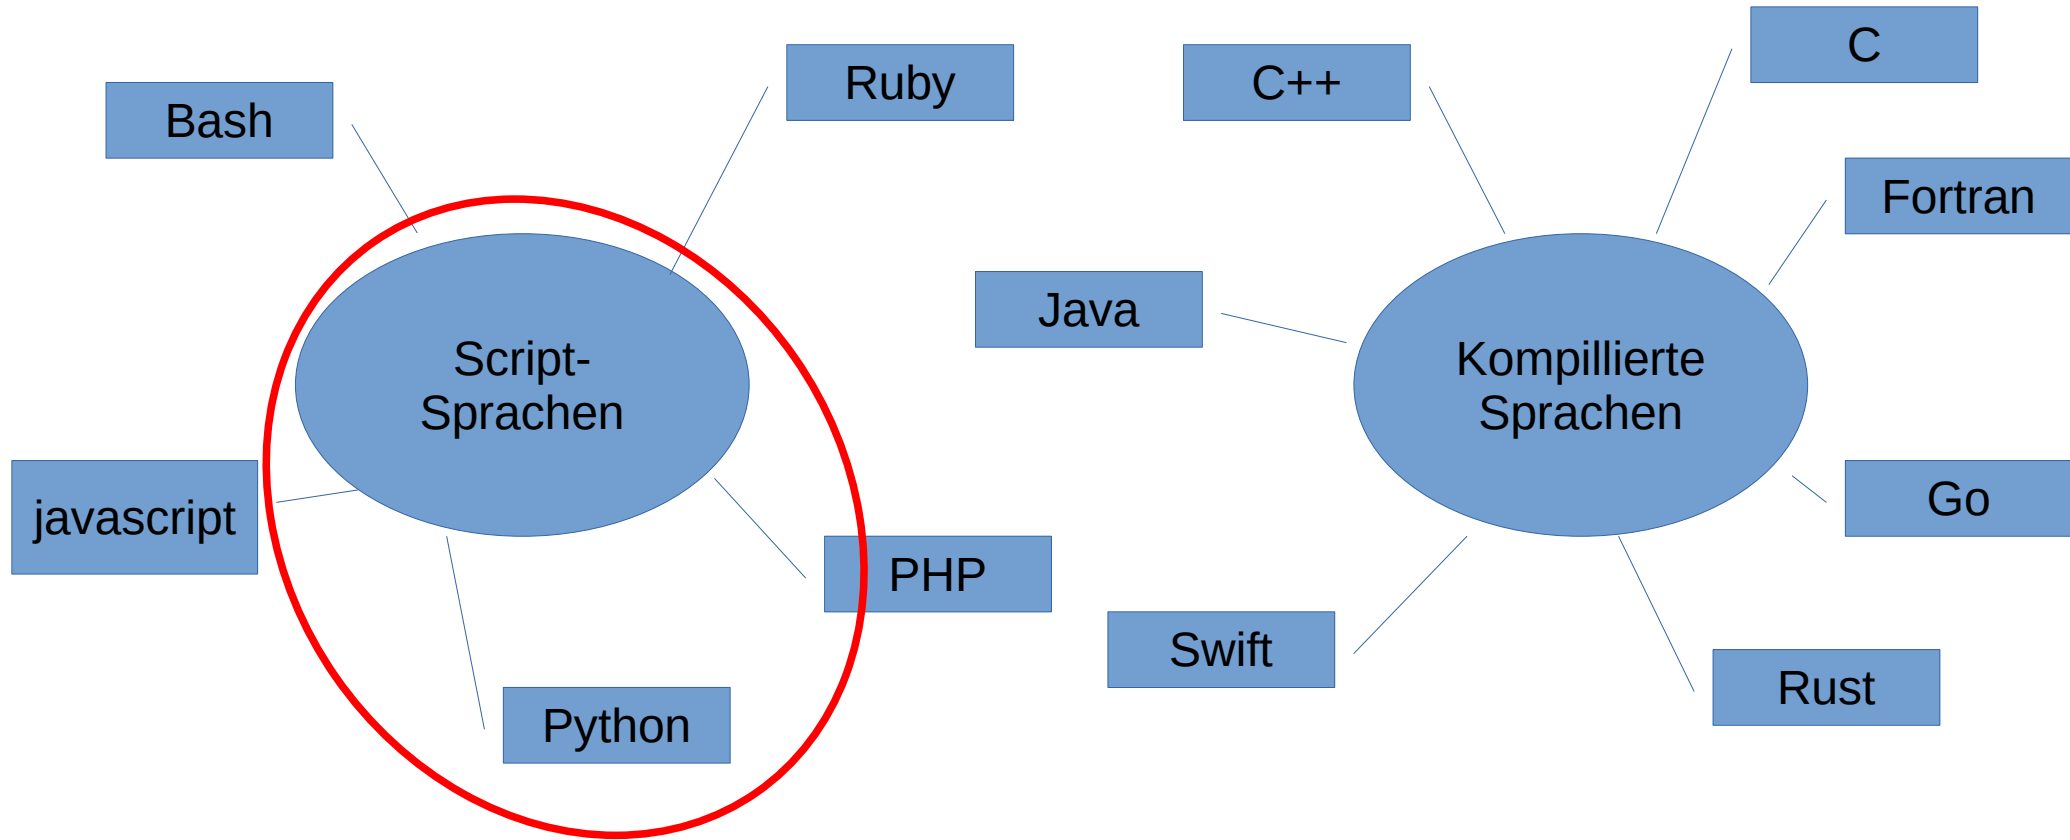 Bash
Ruby
Script-
Sprachen
javascript
PHP
Python
C++
C
Fortran
Java
Kompillierte
Sprachen
Go
Swift
Rust